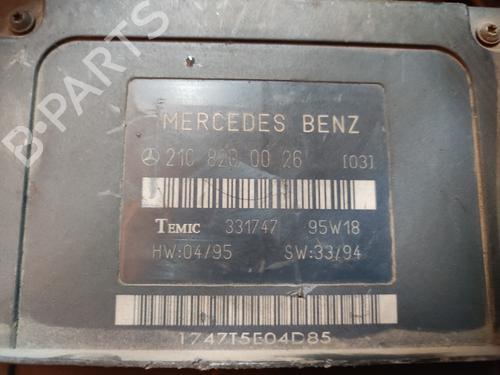 MERCEDES BENZ
210 820 00 26 [03]
TEMIC 331747 95W18
HW:04/95 SW:33/94
1747T5E04D85
B-PARTS